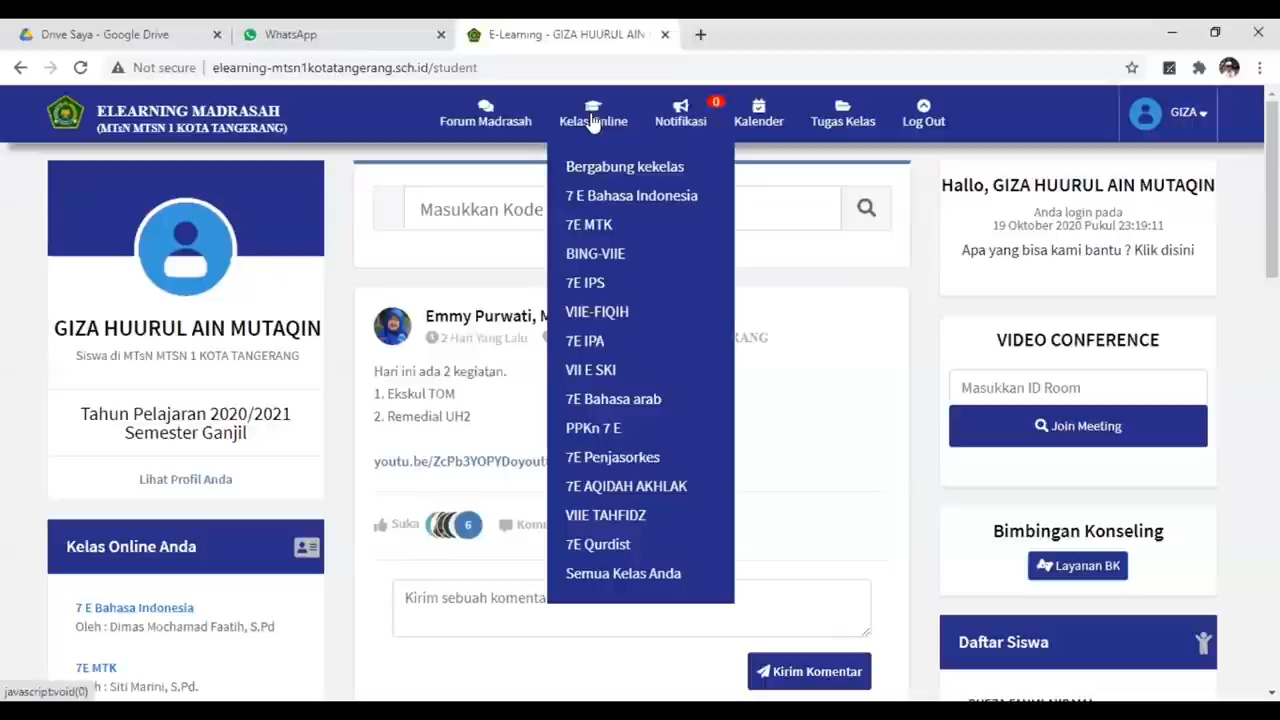 Drive Saya - Google Drive
WhatsApp
E-Learning - GIZA HUURUL AIN
Not secure
elearning-mtsn1kotatangerang.sch.id/student
ELEARNING MADRASAH
(MTsN MTSN 1 KOTA TANGERANG)
Forum Madrasah
Kelas Online
Notifikasi
0
Kalender
Tugas Kelas
Log Out
GIZA
Bergabung kekelas
7 E Bahasa Indonesia
7E MTK
BING-VIIE
7E IPS
VIIE-FIQIH
7E IPA
VII E SKI
7E Bahasa arab
PPKn 7 E
7E Penjasorkes
7E AQIDAH AKHLAK
VIIE TAHFIDZ
7E Qurdist
Semua Kelas Anda
GIZA HUURUL AIN MUTAQIN
Siswa di MTsN MTSN 1 KOTA TANGERANG
Tahun Pelajaran 2020/2021
Semester Ganjil
Lihat Profil Anda
Kelas Online Anda
7 E Bahasa Indonesia
Oleh : Dimas Mochamad Faatih, S.Pd
7E MTK
h : Siti Marini, S,Pd.
javascript:void(0)
Masukkan Kode
Emmy Purwati, M
2 Hari Yang Lalu
RANG
Hari ini ada 2 kegiatan.
1. Ekskul TOM
2. Remedial UH2
youtu.be/ZcPb3YOPYDoyout
Suka
6
Kom
Kirim sebuah komenta
Kirim Komentar
Hallo, GIZA HUURUL AIN MUTAQIN
Anda login pada
19 Oktober 2020 Pukul 23:19:11
Apa yang bisa kami bantu ? Klik disini
VIDEO CONFERENCE
Masukkan ID Room
Join Meeting
Bimbingan Konseling
Layanan BK
Daftar Siswa